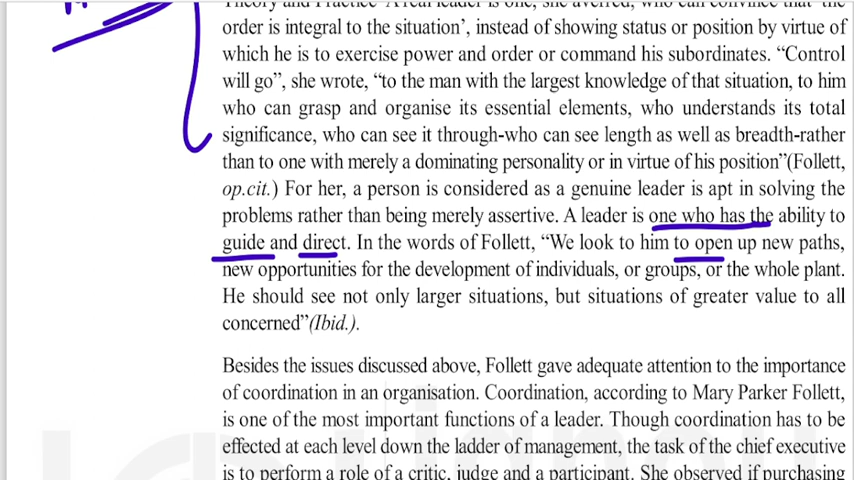 Theory and Practice 'A real leader is one, she averred, who can convince that 'the
order is integral to the situation', instead of showing status or position by virtue of
which he is to exercise power and order or command his subordinates. “Control
will go”, she wrote, “to the man with the largest knowledge of that situation, to him
who can grasp and organise its essential elements, who understands its total
significance, who can see it through-who can see length as well as breadth-rather
than to one with merely a dominating personality or in virtue of his position”(Follett,
op.cit.) For her, a person is considered as a genuine leader is apt in solving the
problems rather than being merely assertive. A leader is one who has the ability to
guide and direct. In the words of Follett, “We look to him to open up new paths,
new opportunities for the development of individuals, or groups, or the whole plant.
He should see not only larger situations, but situations of greater value to all
concerned”(Ibid.).
Besides the issues discussed above, Follett gave adequate attention to the importance
of coordination in an organisation. Coordination, according to Mary Parker Follett,
is one of the most important functions of a leader. Though coordination has to be
effected at each level down the ladder of management, the task of the chief executive
is to perform a role of a critic, judge and a participant. She observed if purchasing